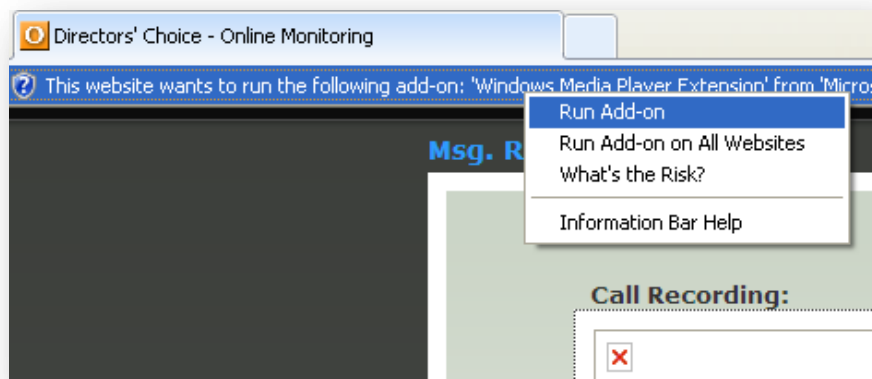 Directors' Choice - Online Monitoring
This website wants to run the following add-on: 'Windows Media Player Extension' from
Run Add-on
Msg.
Run Add-on on All Websites
What's the Risk?
Information Bar Help
Call Recording: